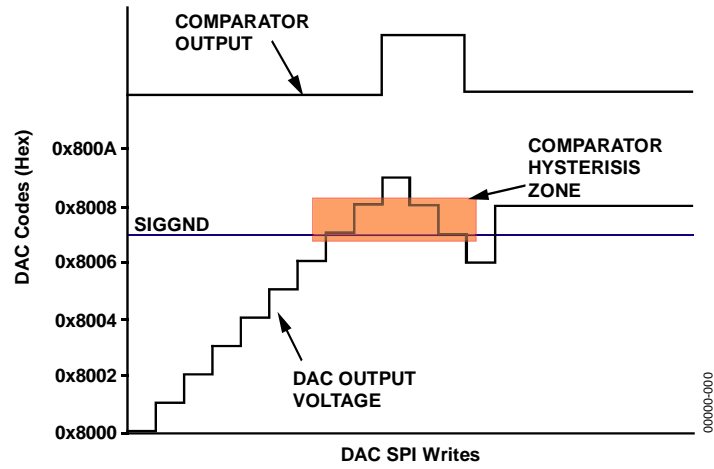 COMPARATOR
OUTPUT
DAC Codes (Hex)
0x800A
0x8008
0x8006
0x8004
0x8002
0x8000
SIGGND
COMPARATOR
HYSTERISIS
ZONE
DAC OUTPUT
VOLTAGE
DAC SPI Writes
00000-000